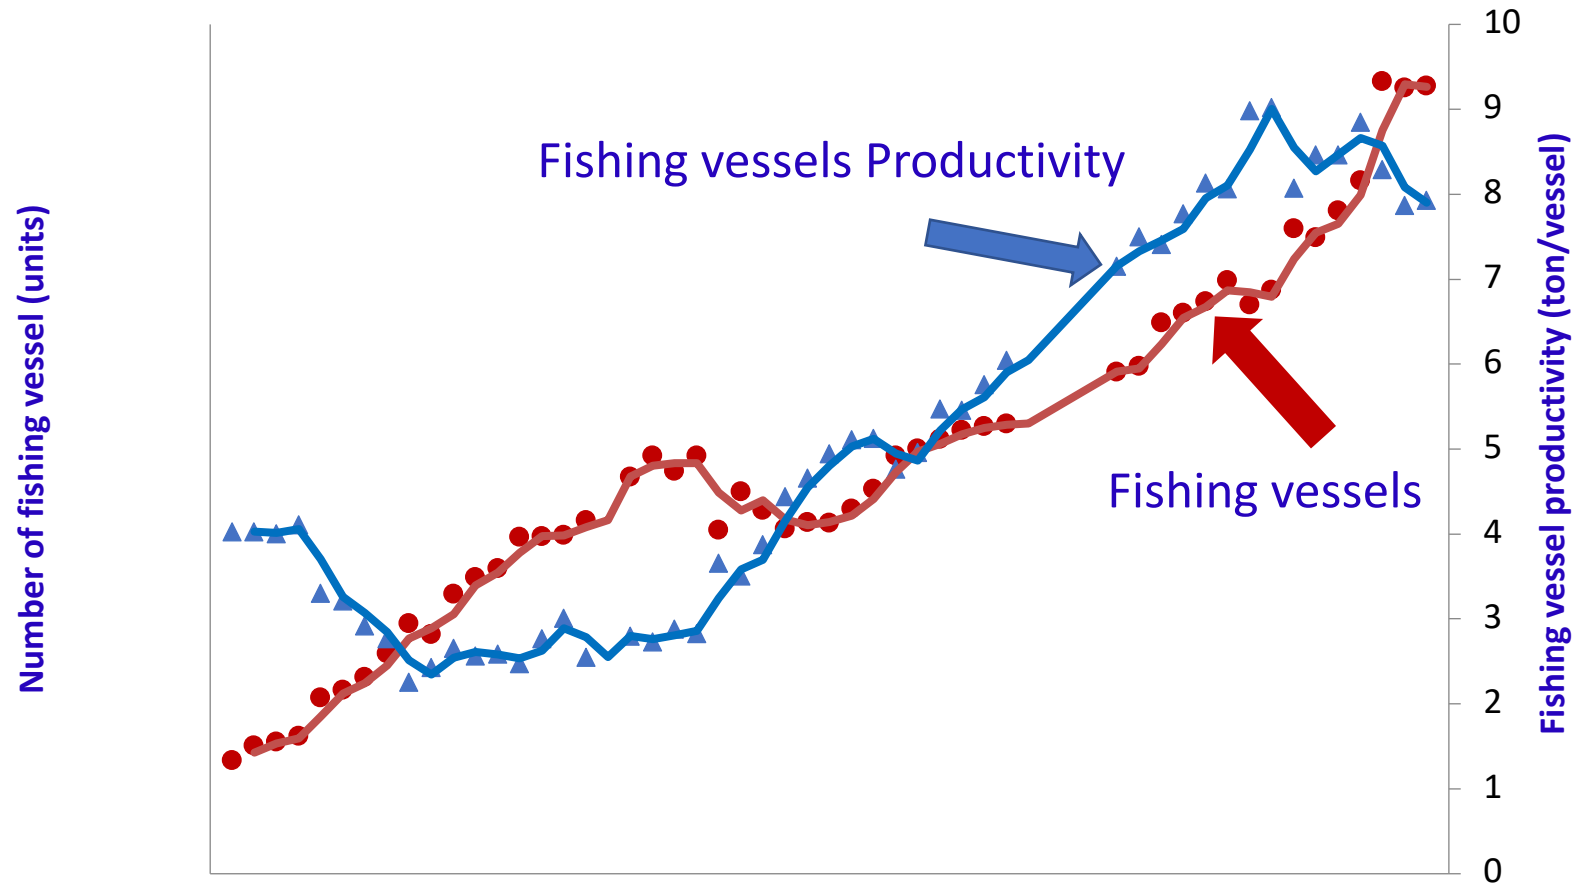 Number of fishing vessel (units)
Fishing vessels Productivity
Fishing vessels
10
9
8
7
6
5
4
3
2
1
0
Fishing vessel productivity (ton/vessel)